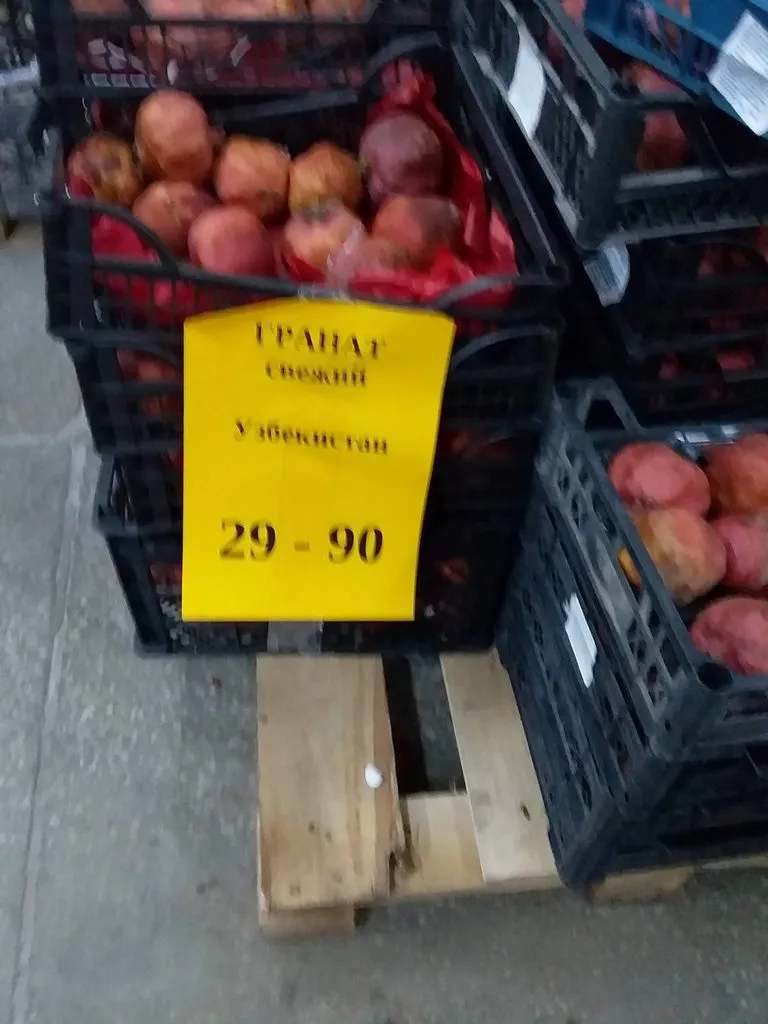 ГРАНАТ
свежий
Узбекистан
29 - 90